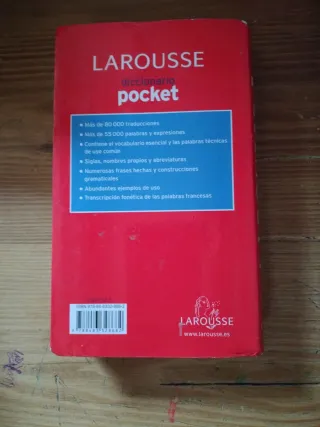 LAROUSSE
diccionario
pocket
Más de 80 000 traducciones
Más de 55 000 palabras y expresiones
Contiene el vocabulario esencial y las palabras técnicas
de uso común
Siglas, nombres propios y abreviaturas
Numerosas frases hechas y construcciones
gramaticales
Abundantes ejemplos de uso
Transcripción fonética de las palabras francesas
LAROUSSE
www.larousse.es